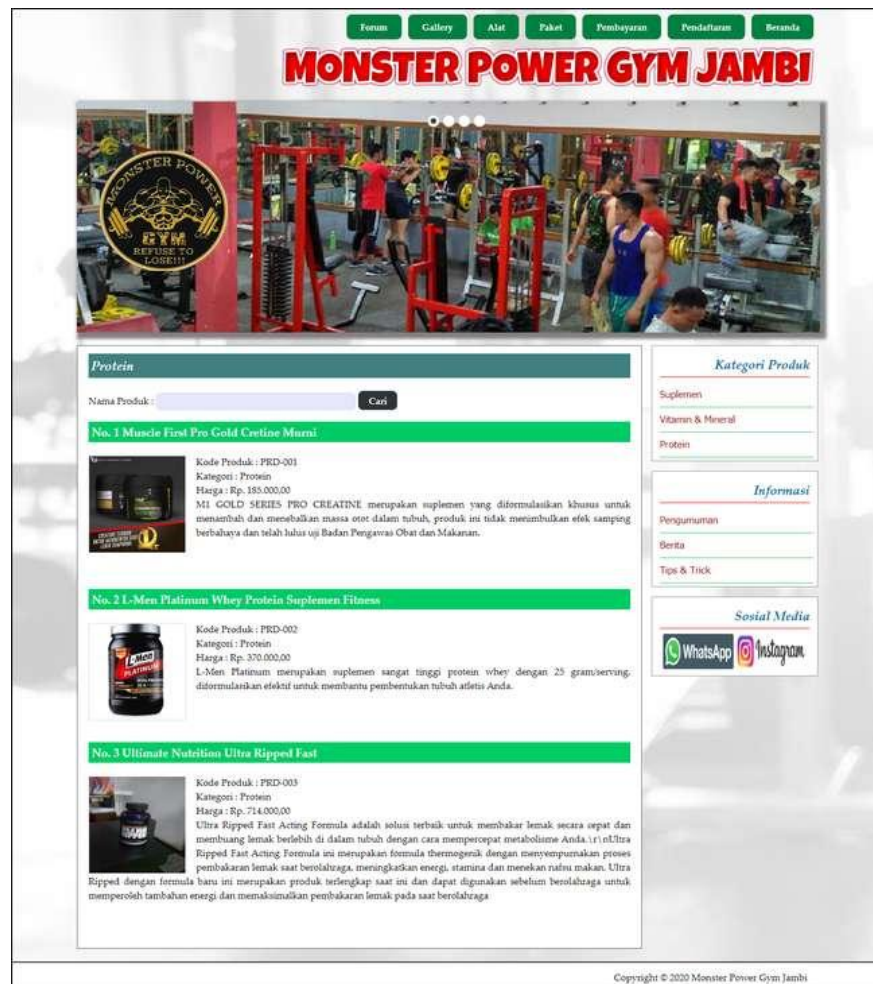 Forum Gallery Alat Paket Pembayaran Pendaftaran Beranda
MONSTER POWER GYM JAMBI
MONSTER POWER
GYM
REFUSE TO
LOSE!!!
Protein
Nama Produk : Cari
No. 1 Muscle First Pro Gold Cretine Murni
Kode Produk : PRD-001
Kategori : Protein
Harga : Rp. 185.000,00
M1 GOLD SERIES PRO CREATINE merupakan suplemen yang diformulasikan khusus untuk
menambah dan menebalkan massa otot dalam tubuh, produk ini tidak menimbulkan efek samping
berbahaya dan telah lulus uji Badan Pengawas Obat dan Makanan.
No. 2 L-Men Platinum Whey Protein Suplemen Fitness
L-Men
PLATINUM
Kode Produk : PRD-002
Kategori : Protein
Harga : Rp. 370.000,00
L-Men Platinum merupakan suplemen sangat tinggi protein whey dengan 25 gram/serving,
diformulasikan efektif untuk membantu pembentukan tubuh atletis Anda.
No. 3 Ultimate Nutrition Ultra Ripped Fast
Kode Produk : PRD-003
Kategori : Protein
Harga : Rp. 714.000,00
Ultra Ripped Fast Acting Formula adalah solusi terbaik untuk membakar lemak secara cepat dan
membuang lemak berlebih di dalam tubuh dengan cara mempercepat metabolisme Anda.\r\nUltra
Ripped Fast Acting Formula ini merupakan formula thermogenik dengan menyempurnakan proses
pembakaran lemak saat berolahraga, meningkatkan energi, stamina dan menekan nafsu makan. Ultra
Ripped dengan formula baru ini merupakan produk terlengkap saat ini dan dapat digunakan sebelum berolahraga untuk
memperoleh tambahan energi dan memaksimalkan pembakaran lemak pada saat berolahraga
Kategori Produk
Suplemen
Vitamin & Mineral
Protein
Informasi
Pengumuman
Berita
Tips & Trick
Sosial Media
WhatsApp Instagram
Copyright © 2020 Monster Power Gym Jambi